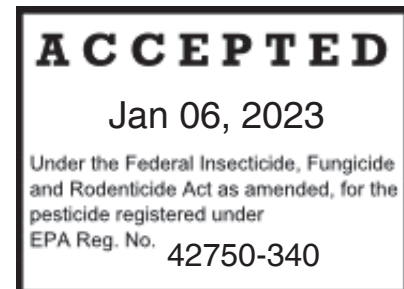 ACCEPTED
Jan 06, 2023
Under the Federal Insecticide, Fungicide
and Rodenticide Act as amended, for the
pesticide registered under
EPA Reg. No. 42750-340